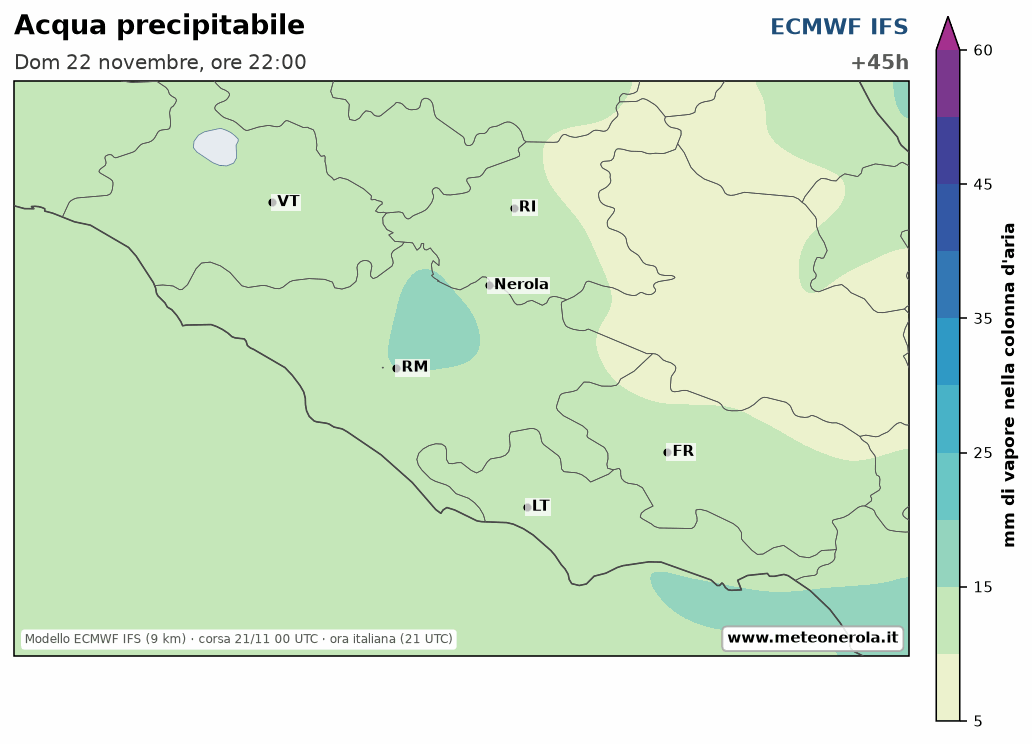 Acqua precipitabile
ECMWF IFS
Dom 22 novembre, ore 22:00
+45h
60
45
35
25
15
5
mm di vapore nella colonna d'aria
VT
RI
Nerola
RM
FR
LT
Modello ECMWF IFS (9 km) · corsa 21/11 00 UTC · ora italiana (21 UTC)
www.meteonerola.it